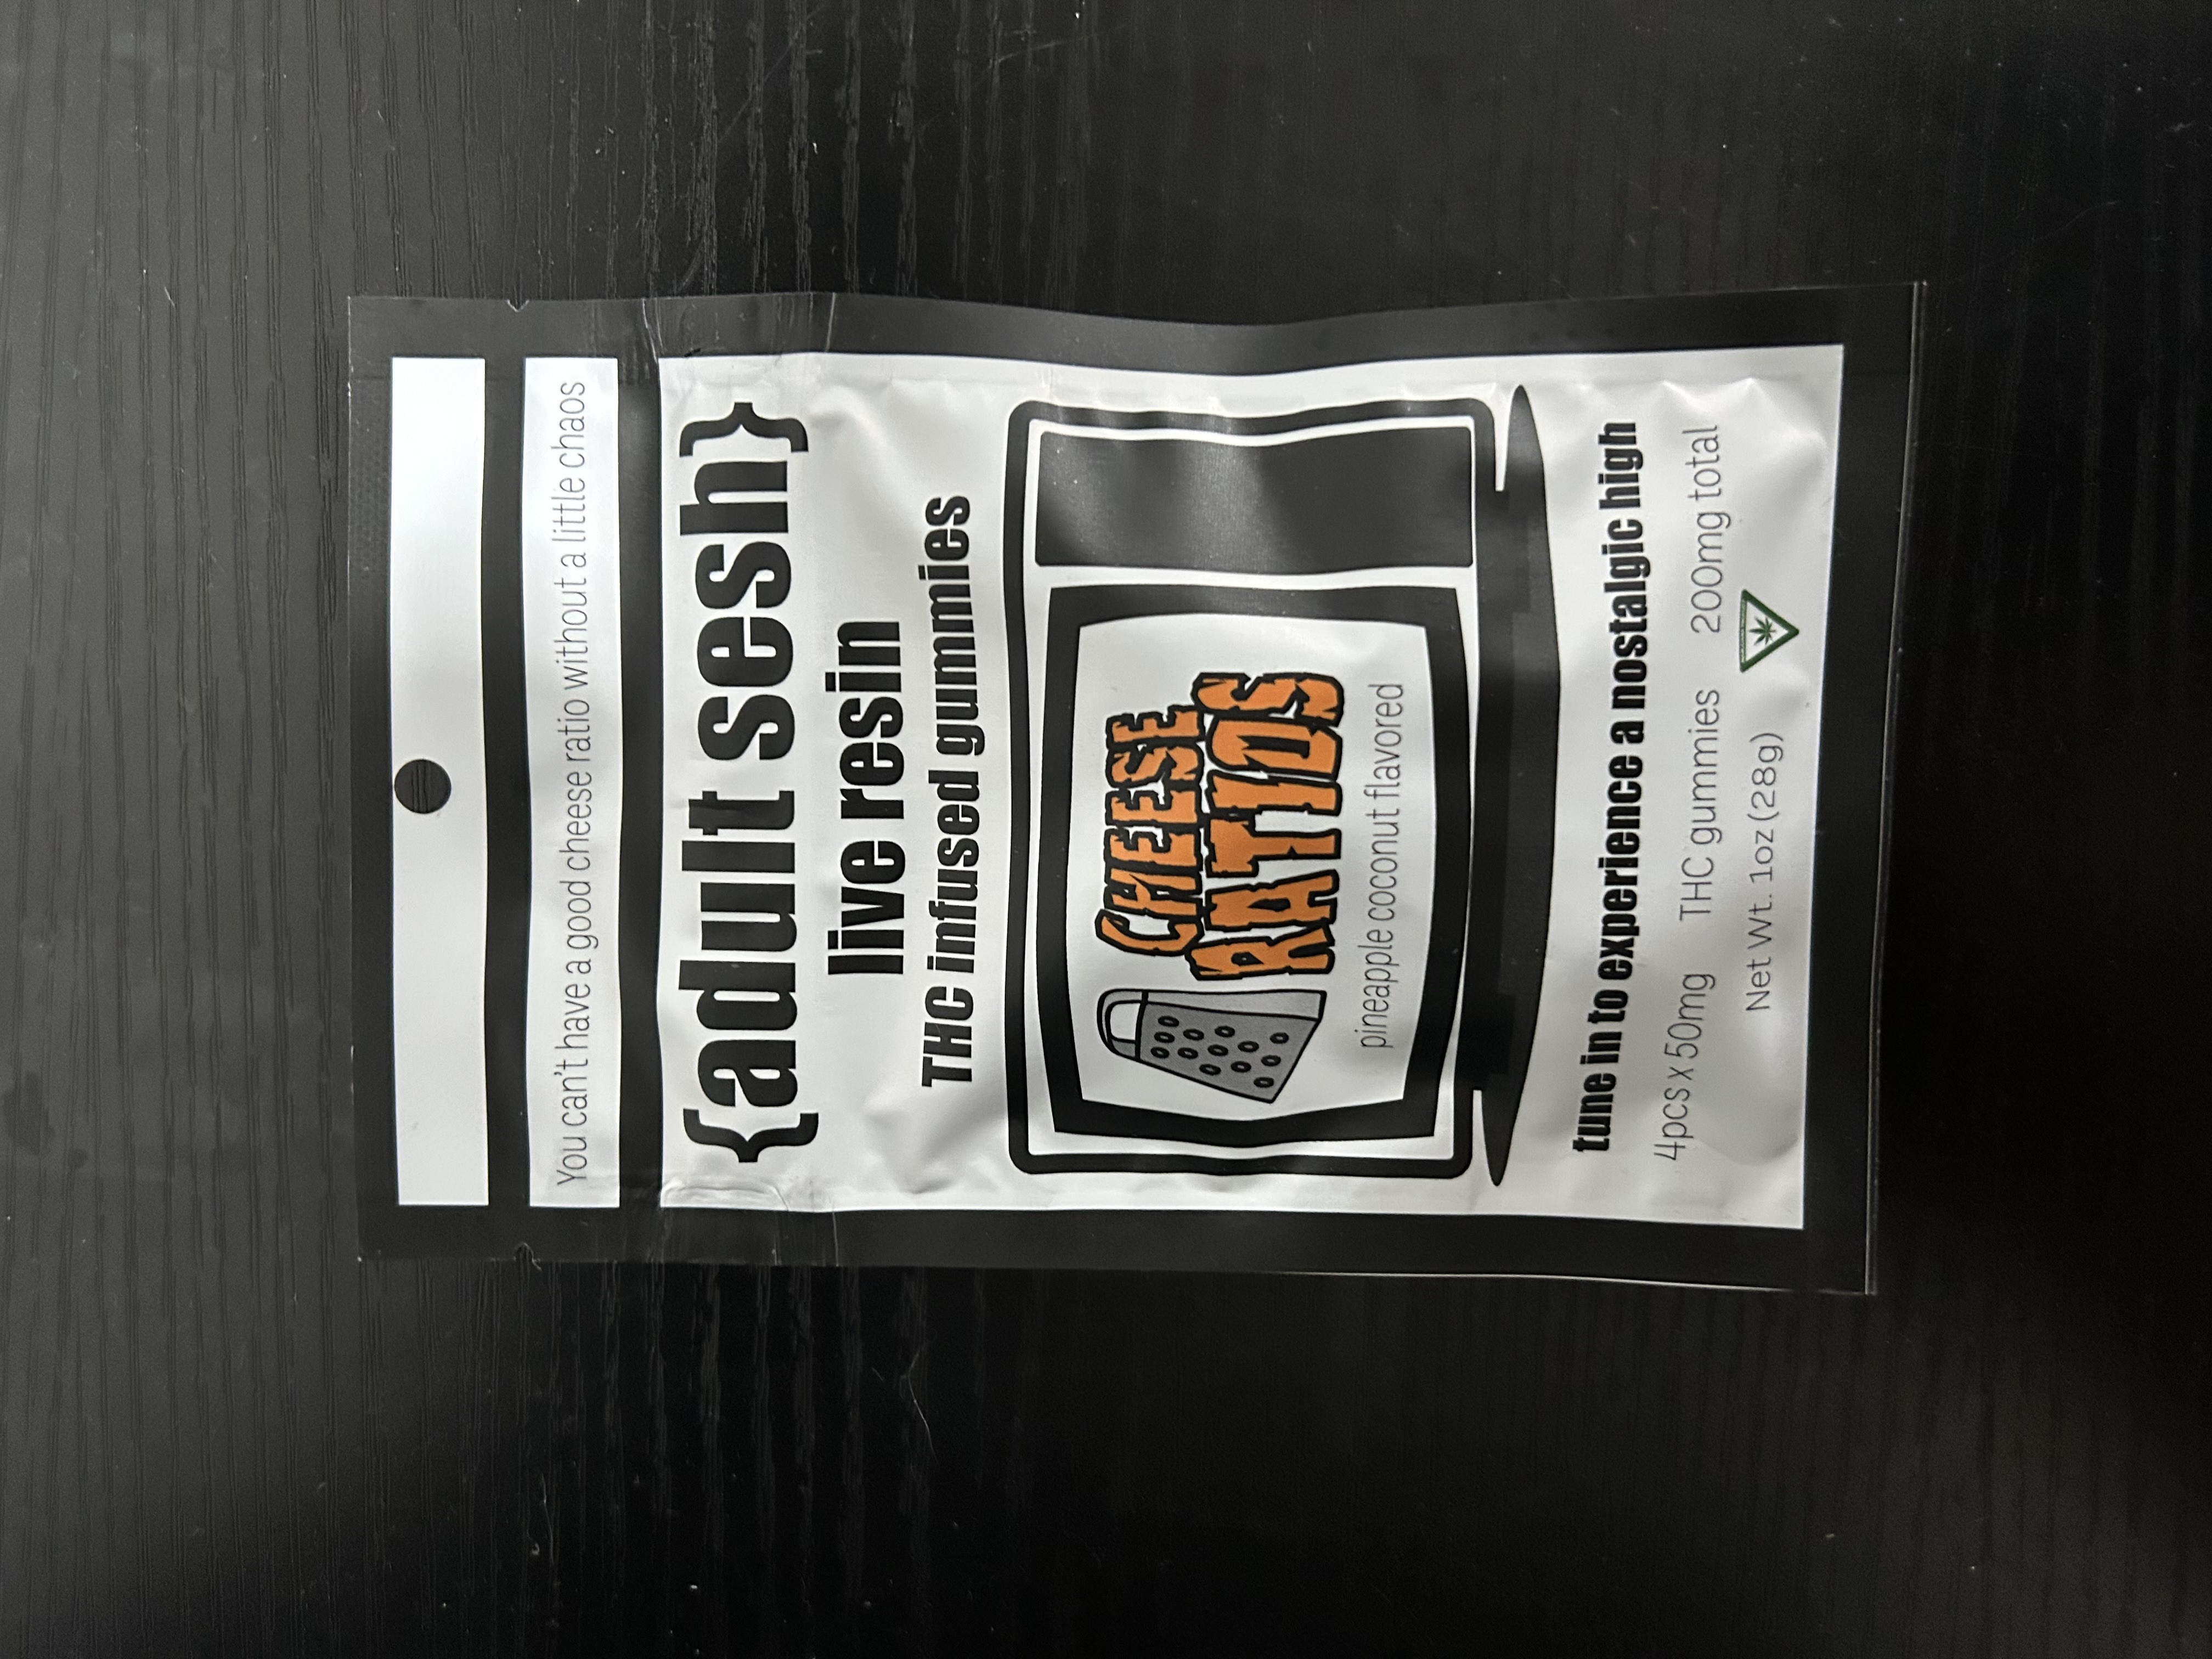 You can't have a good cheese ratio without a little chaos
{adult sesh}
live resin
THC infused gummies
CHEESE
RATIOS
pineapple coconut flavored
tune in to experience a nostalgic high
4pcs x 50mg THC gummies 200mg total
Net Wt. 1oz (28g)